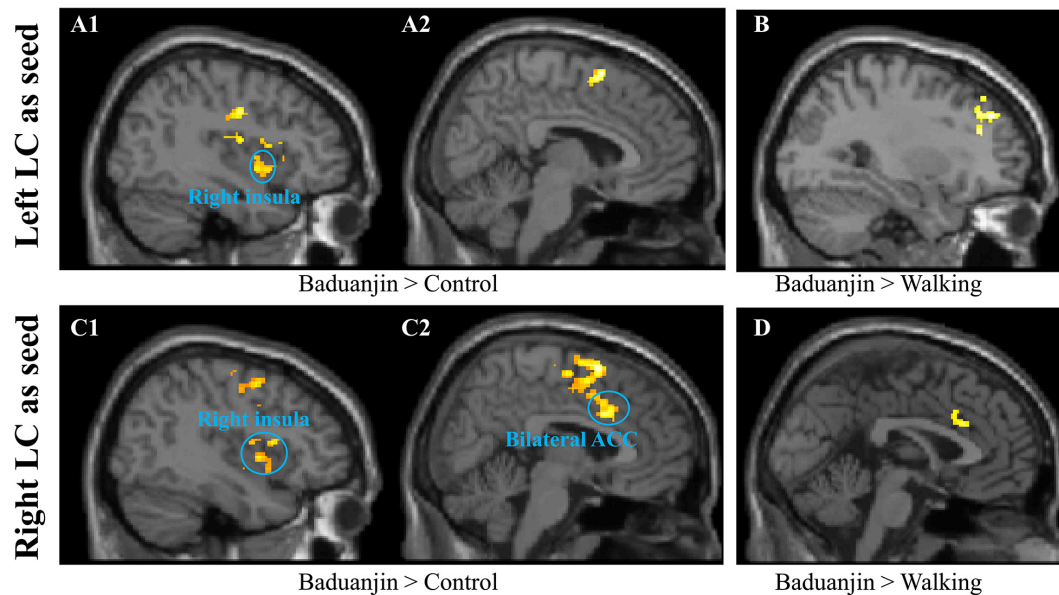 Left LC as seed
A1
A2
B
Right insula
Baduanjin > Control
Baduanjin > Walking
Right LC as seed
C1
C2
D
Right insula
Bilateral ACC
Baduanjin > Control
Baduanjin > Walking